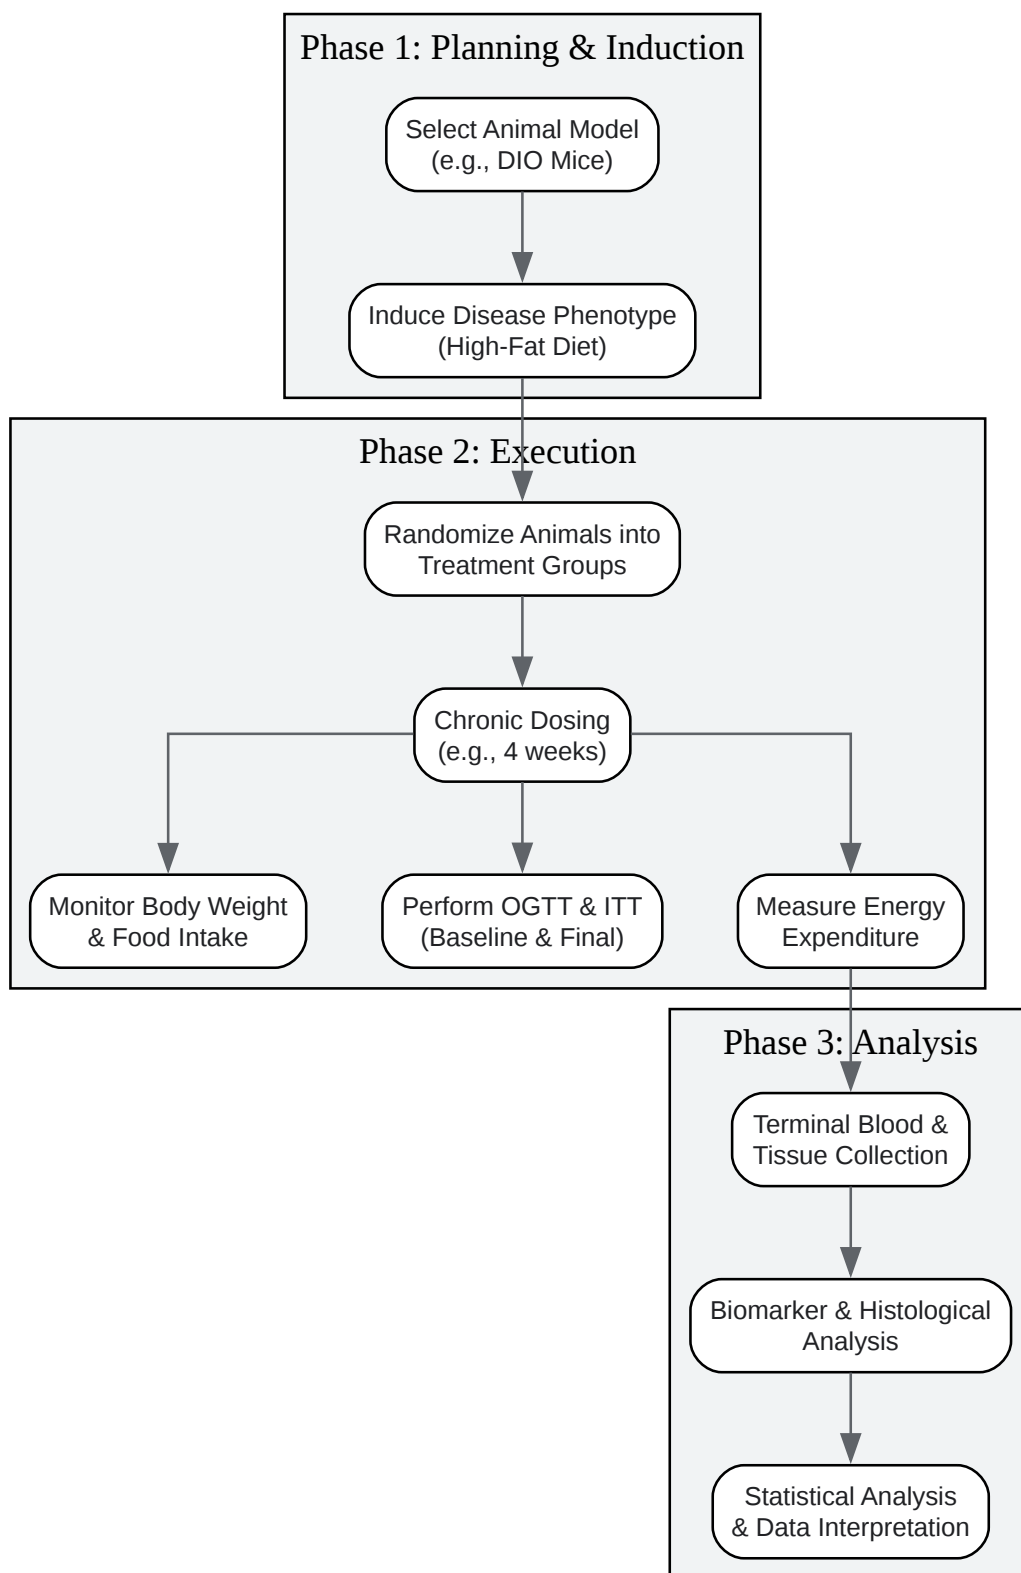 Phase 1: Planning & Induction
Select Animal Model
(e.g., DIO Mice)
Induce Disease Phenotype
(High-Fat Diet)
Phase 2: Execution
Randomize Animals into
Treatment Groups
Chronic Dosing
(e.g., 4 weeks)
Monitor Body Weight
& Food Intake
Perform OGTT & ITT
(Baseline & Final)
Measure Energy
Expenditure
Phase 3: Analysis
Terminal Blood &
Tissue Collection
Biomarker & Histological
Analysis
Statistical Analysis
& Data Interpretation